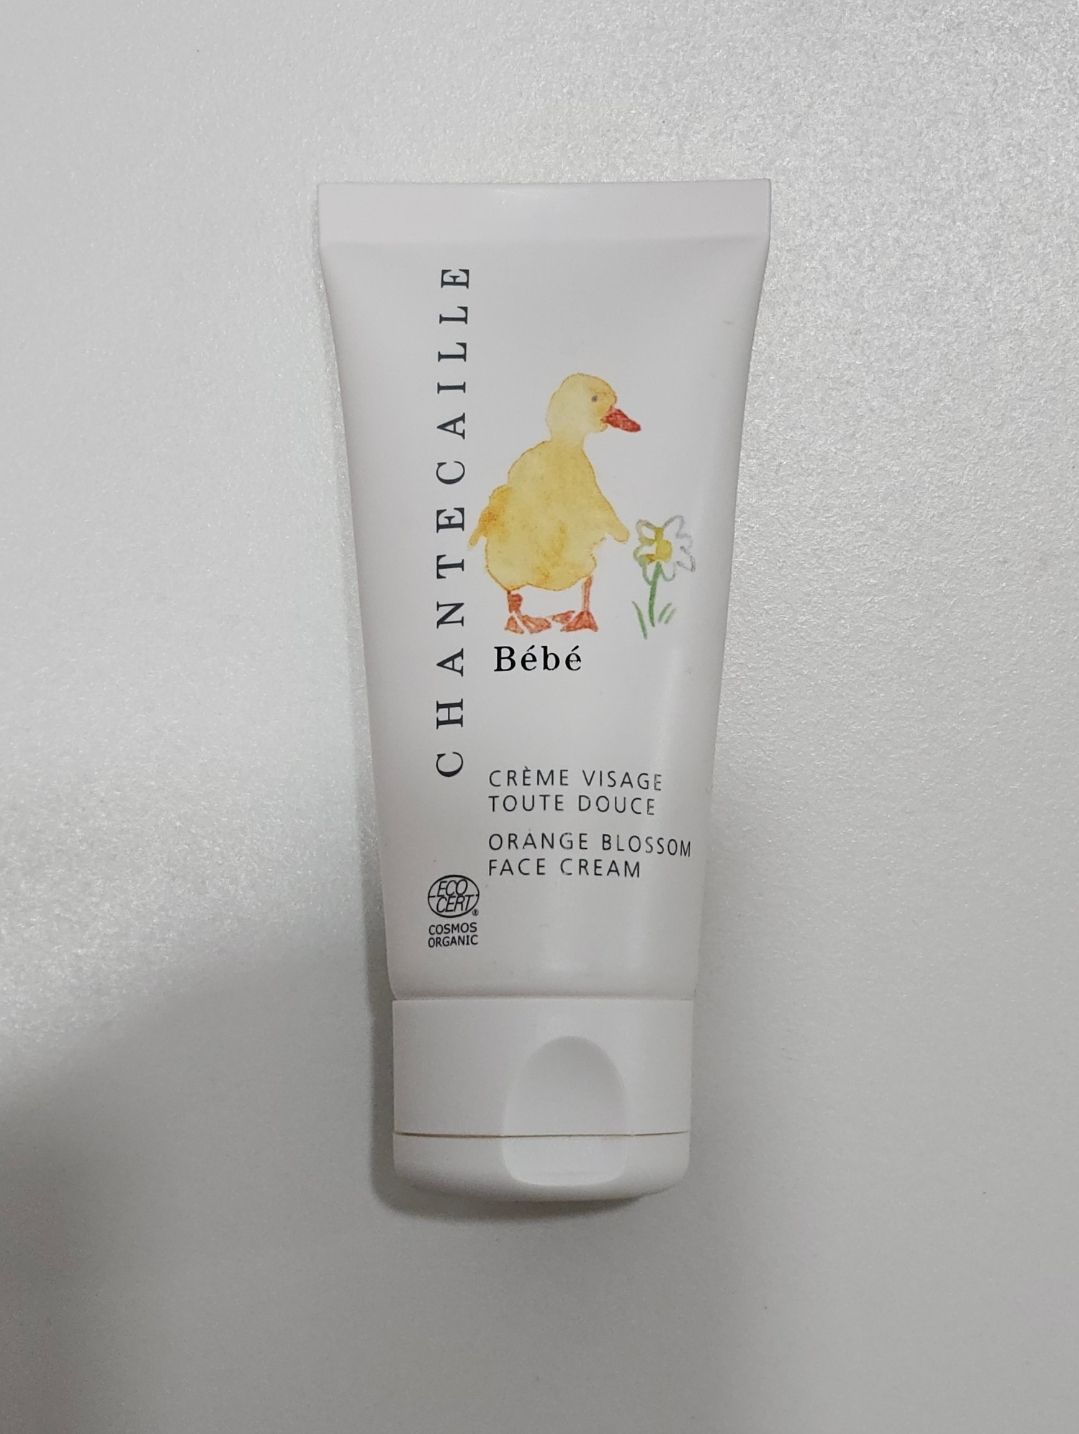 CHANTECAILLE
Bébé
CRÈME VISAGE
TOUTE DOUCE
ORANGE BLOSSOM
FACE CREAM
ECO
CERT®
COSMOS
ORGANIC